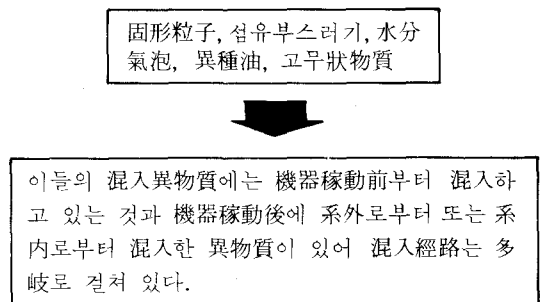 固形粒子, 섬유부스러기, 水分
氣泡, 異種油, 고무狀物質
이들의 混入異物質에는 機器稼動前부터 混入하
고 있는 것과 機器稼動後에 系外로부터 또는 系
內로부터 混入한 異物質이 있어 混入經路는 多
岐로 걸쳐 있다.